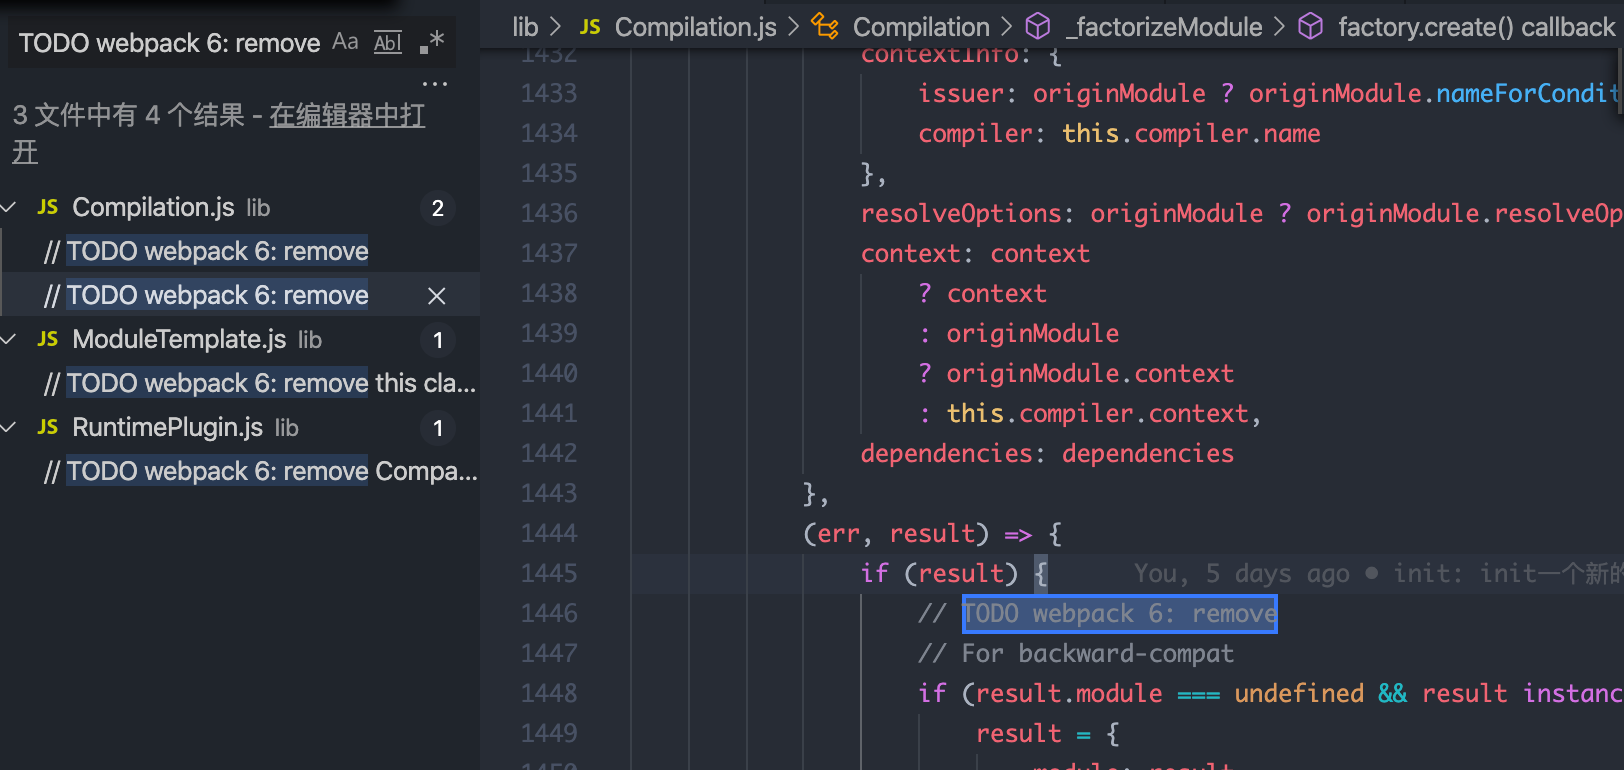 TODO webpack 6: remove Aa Abl .*
...
3 文件中有 4 个结果 - 在编辑器中打
开
JS Compilation.js lib 2
// TODO webpack 6: remove
// TODO webpack 6: remove
JS ModuleTemplate.js lib 1
// TODO webpack 6: remove this cla...
JS RuntimePlugin.js lib 1
// TODO webpack 6: remove Compa...
lib > JS Compilation.js > Compilation > _factorizeModule > factory.create() callback
1432 contextInfo: {
1433 issuer: originModule ? originModule.nameForCondit
1434 compiler: this.compiler.name
1435 },
1436 resolveOptions: originModule ? originModule.resolveOp
1437 context: context
1438 ? context
1439 : originModule
1440 ? originModule.context
1441 : this.compiler.context,
1442 dependencies: dependencies
1443 },
1444 (err, result) => {
1445 if (result) { You, 5 days ago • init: init一个新的
1446 // TODO webpack 6: remove
1447 // For backward-compat
1448 if (result.module === undefined && result instanc
1449 result = {
1450 module: result